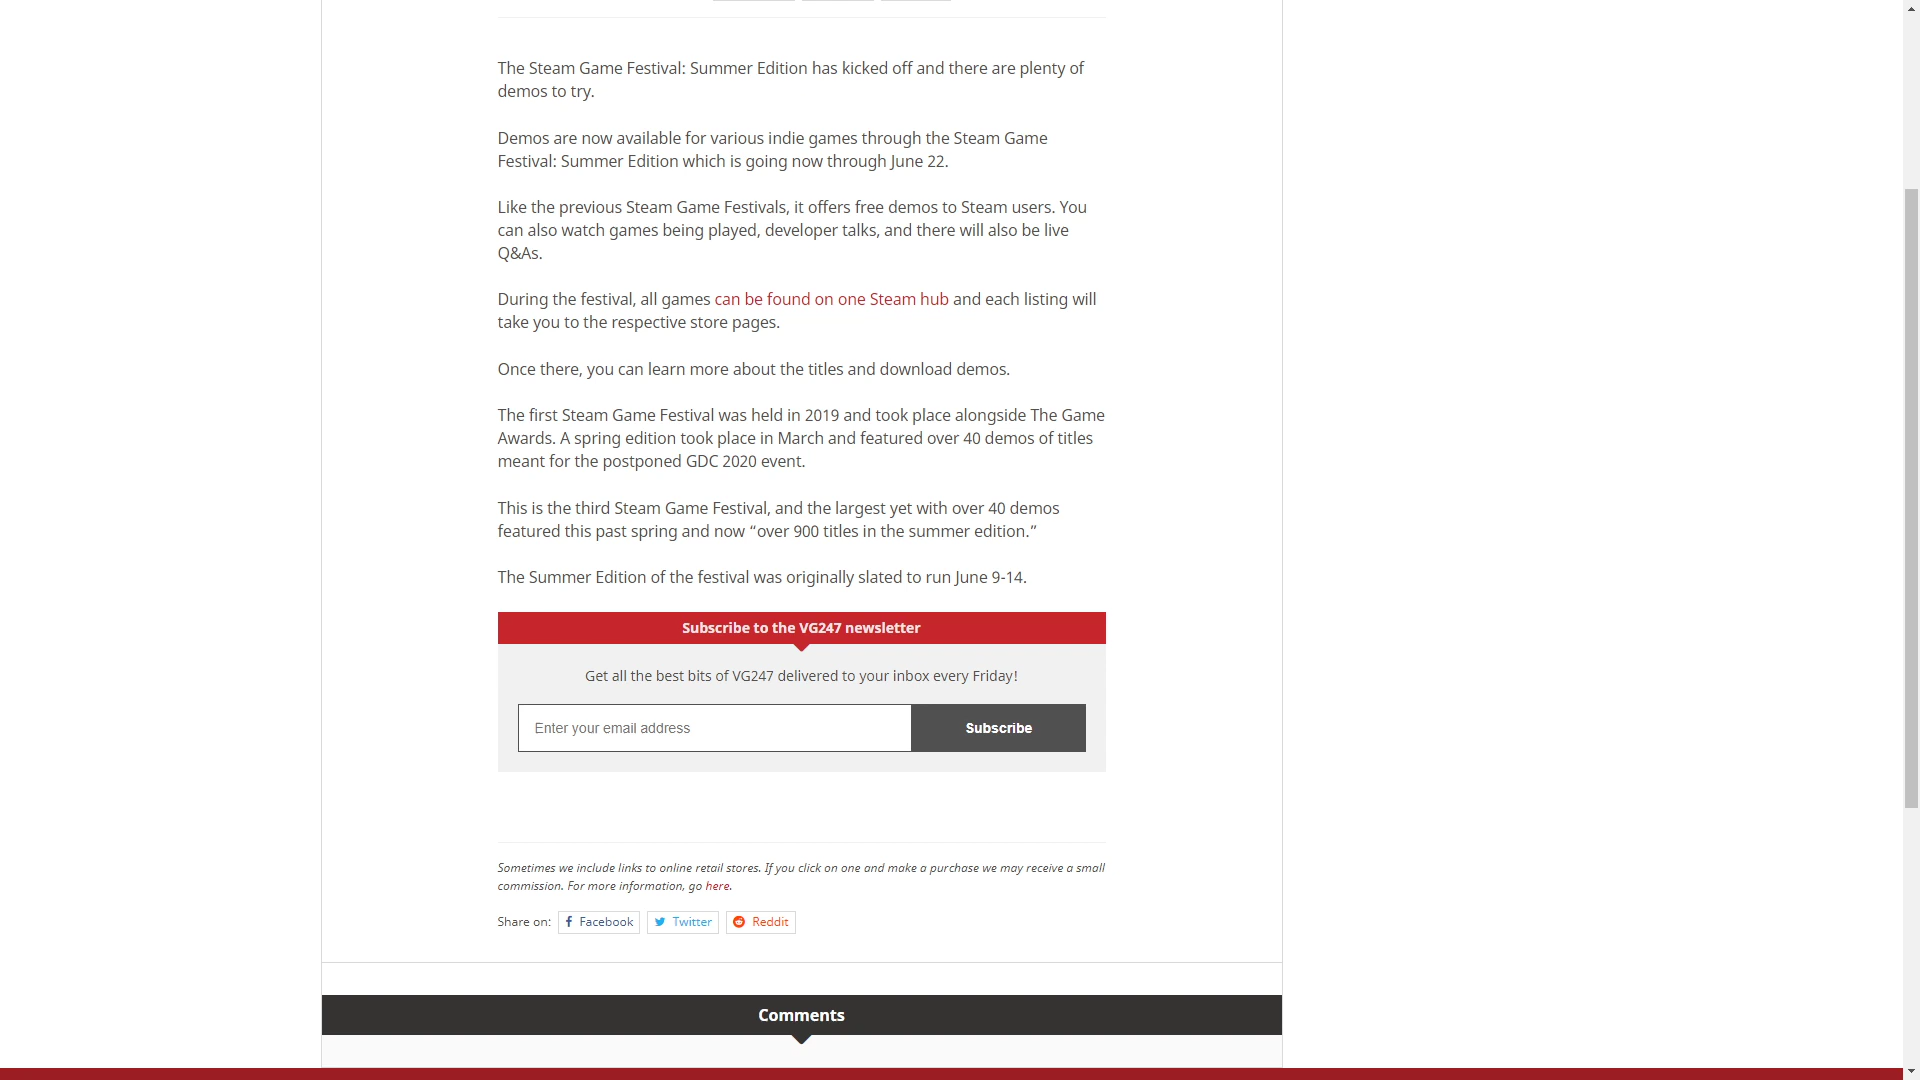 The Steam Game Festival: Summer Edition has kicked off and there are plenty of
demos to try.
Demos are now available for various indie games through the Steam Game
Festival: Summer Edition which is going now through June 22.
Like the previous Steam Game Festivals, it offers free demos to Steam users. You
can also watch games being played, developer talks, and there will also be live
Q&As.
During the festival, all games can be found on one Steam hub and each listing will
take you to the respective store pages.
Once there, you can learn more about the titles and download demos.
The first Steam Game Festival was held in 2019 and took place alongside The Game
Awards. A spring edition took place in March and featured over 40 demos of titles
meant for the postponed GDC 2020 event.
This is the third Steam Game Festival, and the largest yet with over 40 demos
featured this past spring and now “over 900 titles in the summer edition.”
The Summer Edition of the festival was originally slated to run June 9-14.
Subscribe to the VG247 newsletter
Get all the best bits of VG247 delivered to your inbox every Friday!
Enter your email address
Subscribe
Sometimes we include links to online retail stores. If you click on one and make a purchase we may receive a small
commission. For more information, go here.
Share on: Facebook Twitter Reddit
Comments